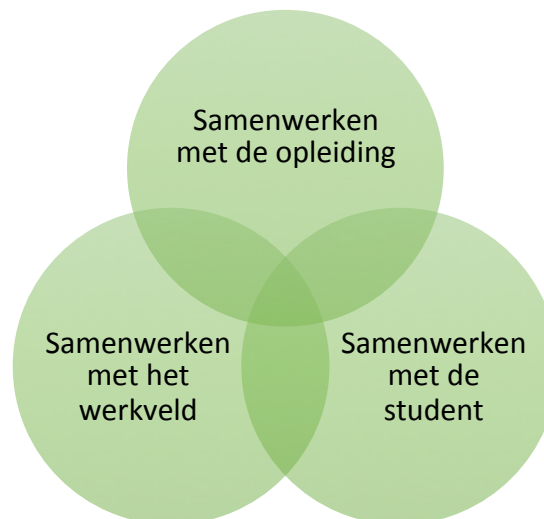 Samenwerken
met de opleiding
Samenwerken
met het
werkveld
Samenwerken
met de
student